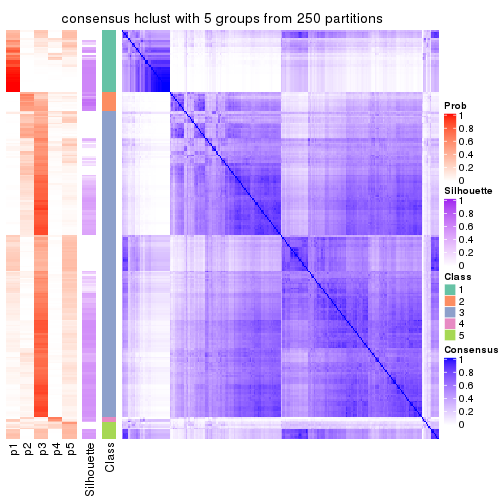 consensus hclust with 5 groups from 250 partitions
Prob
1
0.8
0.6
0.4
0.2
0
Silhouette
1
0.8
0.6
0.4
0.2
0
Class
1
2
3
4
5
Consensus
1
0.8
0.6
0.4
0.2
0
p1
p2
p3
p4
p5
Silhouette
Class